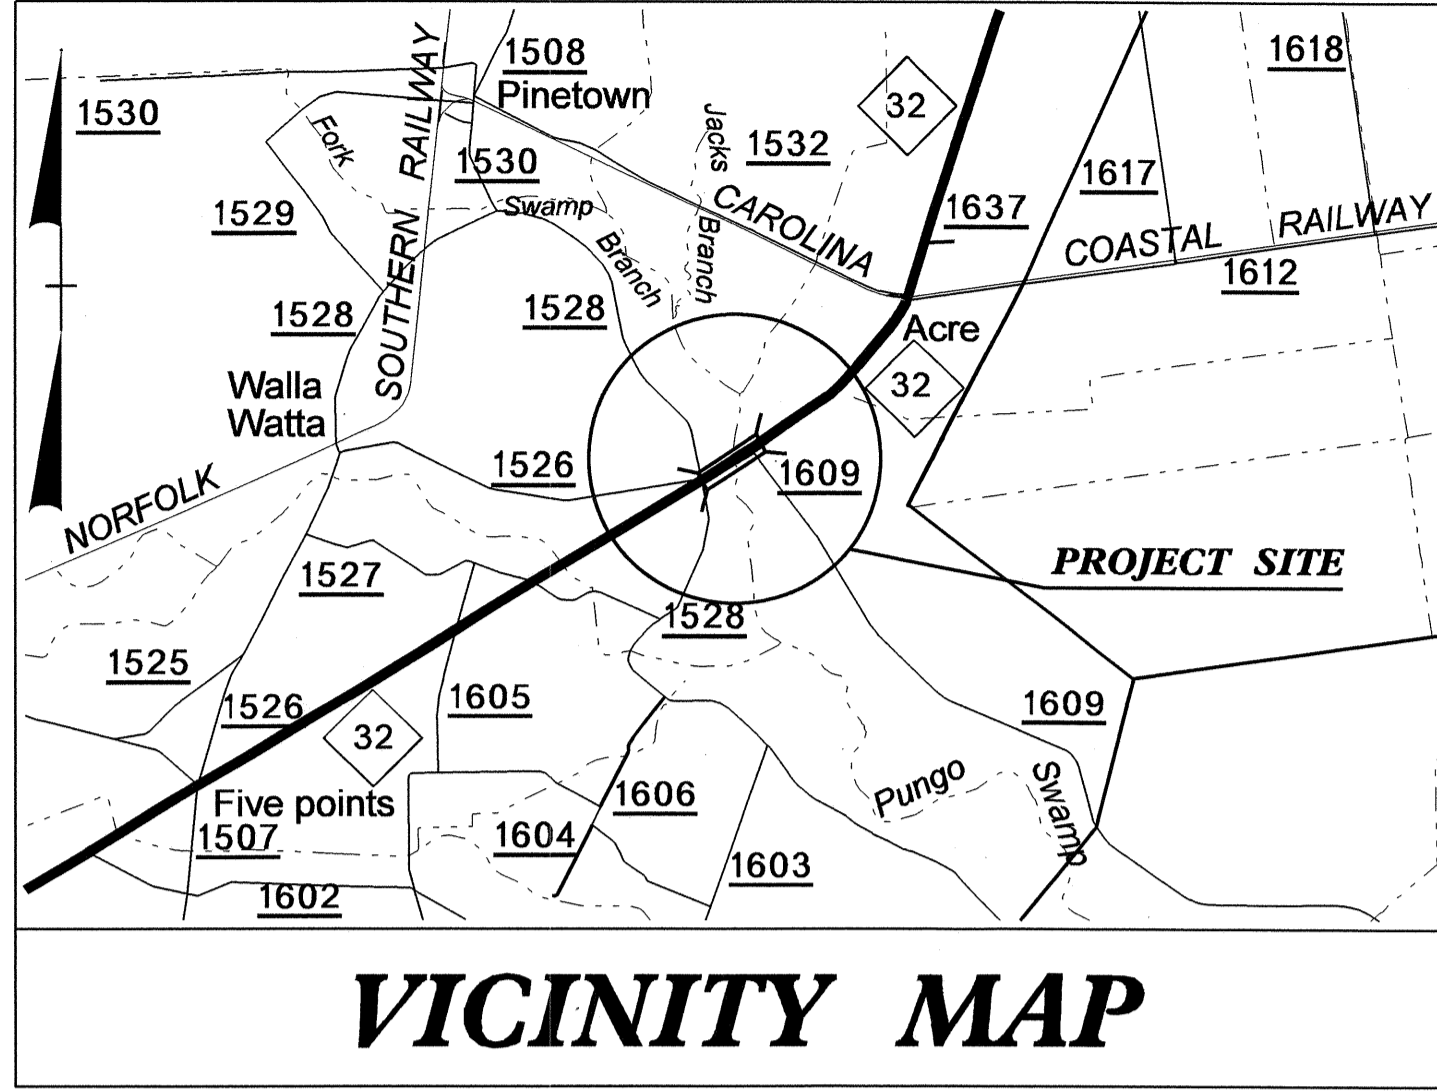 1508
Pinetown
1618
32
1530
Fork
SOUTHERN RAILWAY
1530
Jacks Branch
1532
1617
1529
Swamp Branch
CAROLINA COASTAL RAILWAY
1637
1528
1528
1612
Acre
32
Walla
Watta
1526
1609
NORFOLK
1527
PROJECT SITE
1528
1525
1526
1605
1609
32
Pungo Swamp
Five points
1507
1606
1604
1603
1602
VICINITY MAP